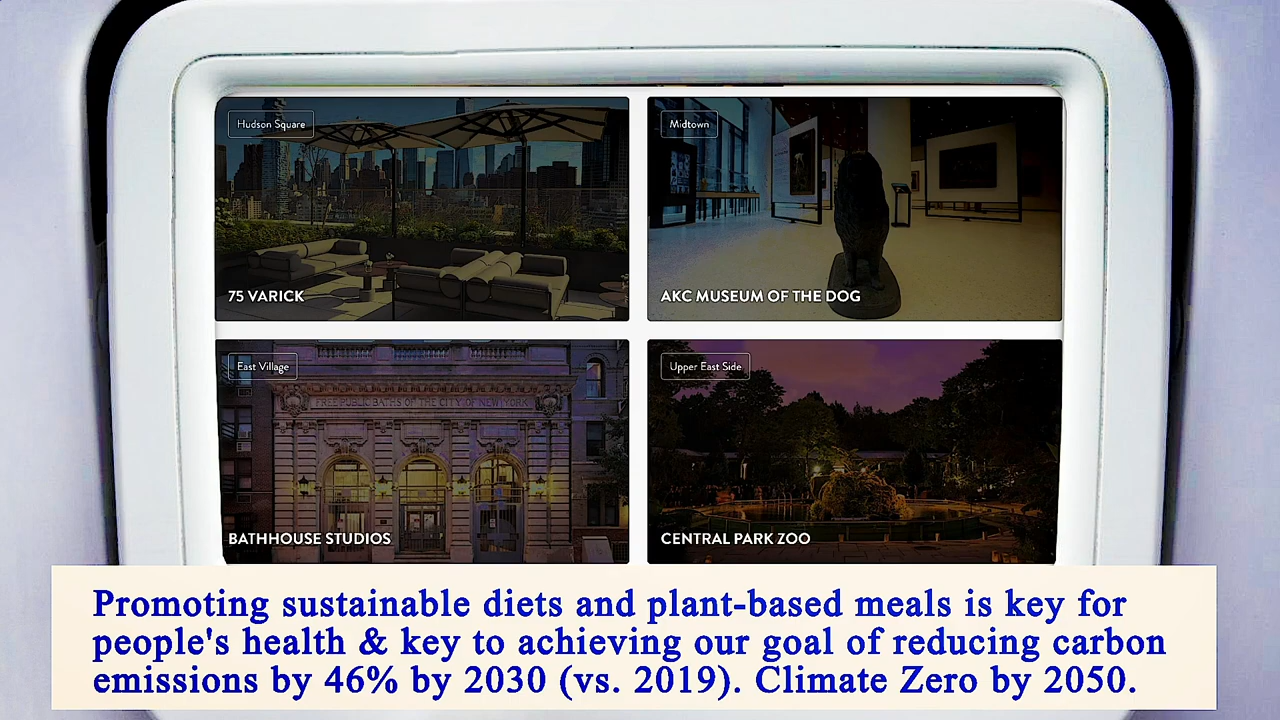 Hudson Square
Midtown
75 VARICK
AKC MUSEUM OF THE DOG
East Village
Upper East Side
FREE PUBLIC BATHS OF THE CITY OF NEW YORK
BATHHOUSE STUDIOS
CENTRAL PARK ZOO
Promoting sustainable diets and plant-based meals is key for
people's health & key to achieving our goal of reducing carbon
emissions by 46% by 2030 (vs. 2019). Climate Zero by 2050.